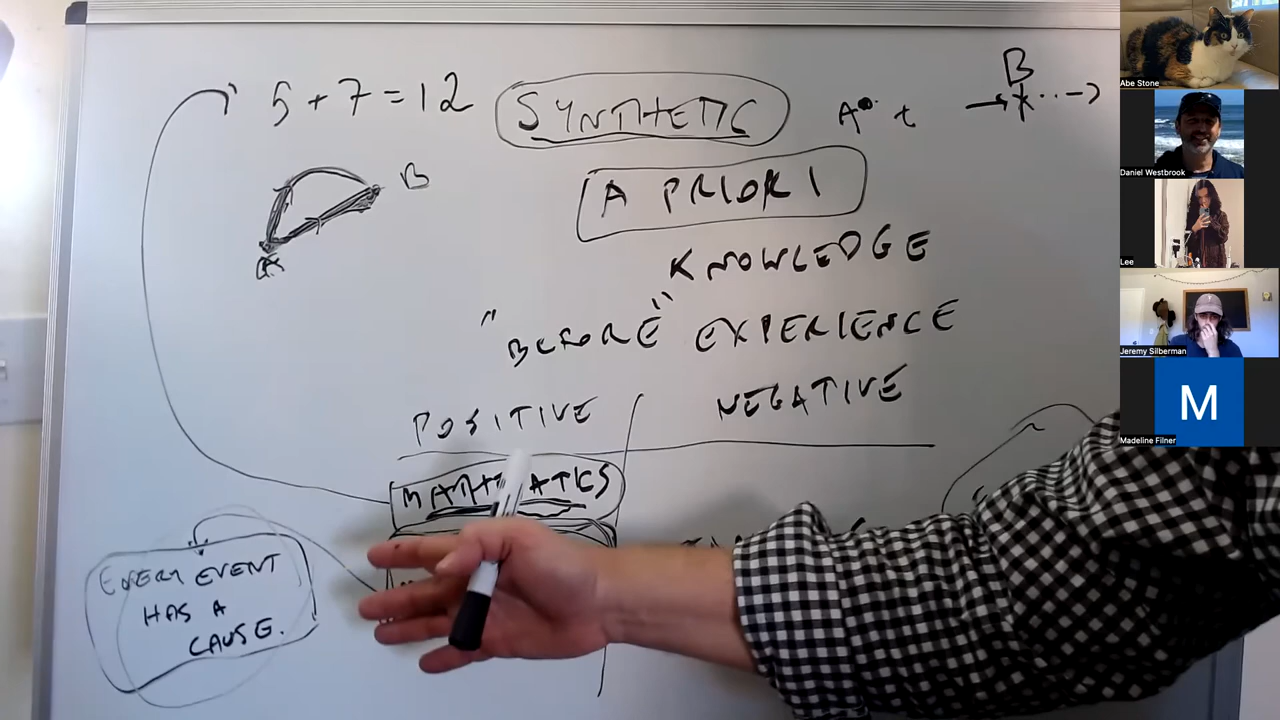 5 + 7 = 12
SYNTHETIC
A
t
B
A PRIORI
B
A
KNOWLEDGE
"BEFORE" EXPERIENCE
POSITIVE
NEGATIVE
MATHEMATICS
EVERY EVENT
HAS A
CAUSE.
Abe Stone
Daniel Westbrook
Lee
Jeremy Silberman
M
Madeline Filner